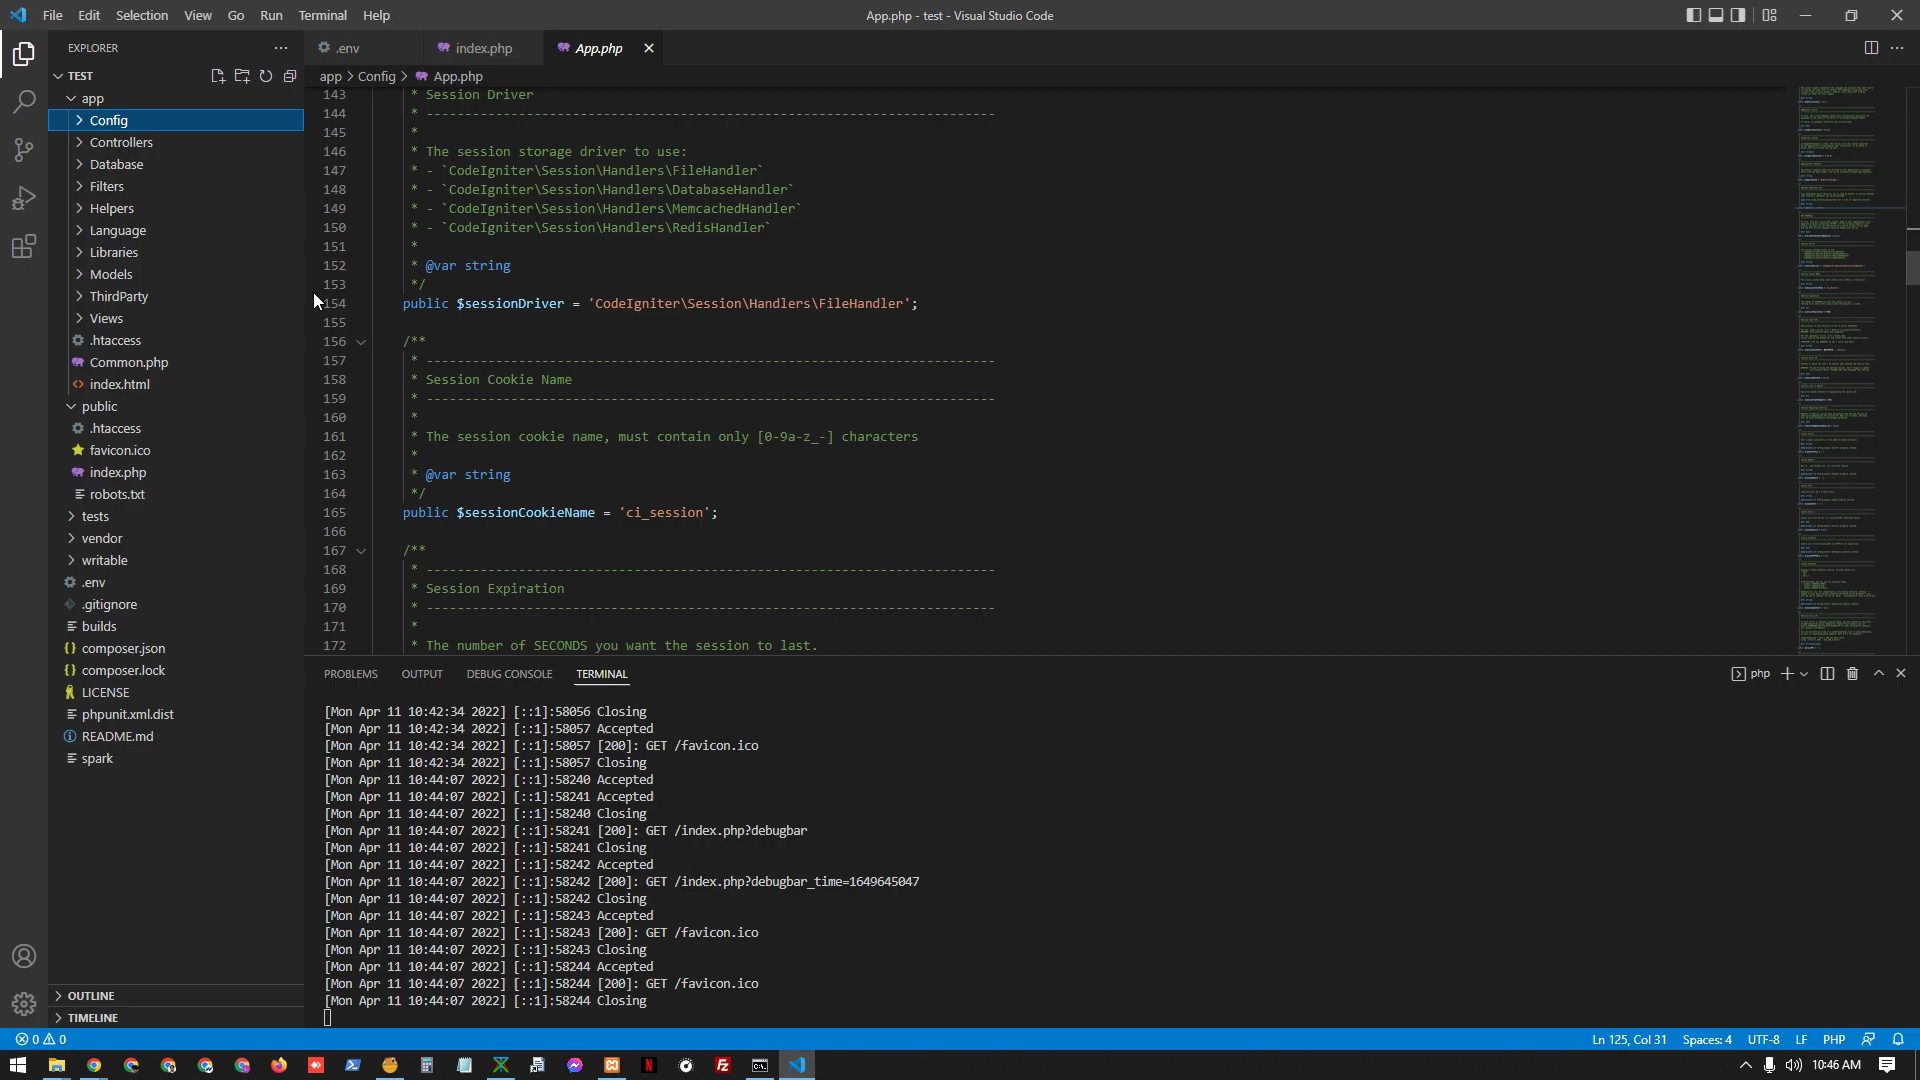 File Edit Selection View Go Run Terminal Help
App.php - test - Visual Studio Code
EXPLORER
TEST
app
Config
Controllers
Database
Filters
Helpers
Language
Libraries
Models
ThirdParty
Views
.htaccess
Common.php
index.html
public
.htaccess
favicon.ico
index.php
robots.txt
tests
vendor
writable
.env
.gitignore
builds
composer.json
composer.lock
LICENSE
phpunit.xml.dist
README.md
spark
OUTLINE
TIMELINE
.env index.php App.php
app > Config > App.php
143 * Session Driver
144 * --------------------------------------------------------------------------
145 *
146 * The session storage driver to use:
147 * - `CodeIgniter\Session\Handlers\FileHandler`
148 * - `CodeIgniter\Session\Handlers\DatabaseHandler`
149 * - `CodeIgniter\Session\Handlers\MemcachedHandler`
150 * - `CodeIgniter\Session\Handlers\RedisHandler`
151 *
152 * @var string
153 */
154 public $sessionDriver = 'CodeIgniter\Session\Handlers\FileHandler';
155
156 /**
157 * --------------------------------------------------------------------------
158 * Session Cookie Name
159 * --------------------------------------------------------------------------
160 *
161 * The session cookie name, must contain only [0-9a-z_-] characters
162 *
163 * @var string
164 */
165 public $sessionCookieName = 'ci_session';
166
167 /**
168 * --------------------------------------------------------------------------
169 * Session Expiration
170 * --------------------------------------------------------------------------
171 *
172 * The number of SECONDS you want the session to last.
PROBLEMS OUTPUT DEBUG CONSOLE TERMINAL
php
[Mon Apr 11 10:42:34 2022] [::1]:58056 Closing
[Mon Apr 11 10:42:34 2022] [::1]:58057 Accepted
[Mon Apr 11 10:42:34 2022] [::1]:58057 [200]: GET /favicon.ico
[Mon Apr 11 10:42:34 2022] [::1]:58057 Closing
[Mon Apr 11 10:44:07 2022] [::1]:58240 Accepted
[Mon Apr 11 10:44:07 2022] [::1]:58241 Accepted
[Mon Apr 11 10:44:07 2022] [::1]:58240 Closing
[Mon Apr 11 10:44:07 2022] [::1]:58241 [200]: GET /index.php?debugbar
[Mon Apr 11 10:44:07 2022] [::1]:58241 Closing
[Mon Apr 11 10:44:07 2022] [::1]:58242 Accepted
[Mon Apr 11 10:44:07 2022] [::1]:58242 [200]: GET /index.php?debugbar_time=1649645047
[Mon Apr 11 10:44:07 2022] [::1]:58242 Closing
[Mon Apr 11 10:44:07 2022] [::1]:58243 Accepted
[Mon Apr 11 10:44:07 2022] [::1]:58243 [200]: GET /favicon.ico
[Mon Apr 11 10:44:07 2022] [::1]:58243 Closing
[Mon Apr 11 10:44:07 2022] [::1]:58244 Accepted
[Mon Apr 11 10:44:07 2022] [::1]:58244 [200]: GET /favicon.ico
[Mon Apr 11 10:44:07 2022] [::1]:58244 Closing
0 0
Ln 125, Col 31 Spaces: 4 UTF-8 LF PHP
10:46 AM